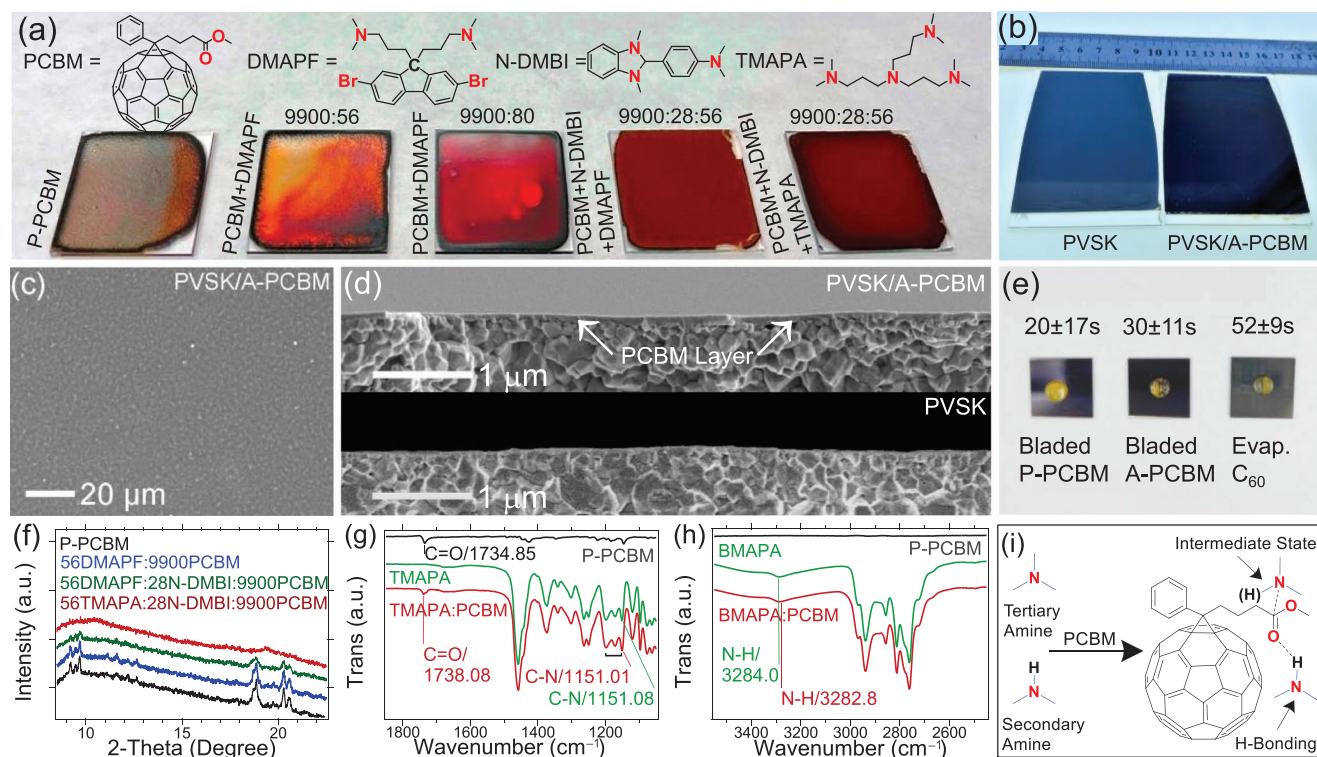 (a)
PCBM =
O
O
DMAPF =
N
N
C
Br
Br
N-DMBI=
N
N
N
TMAPA =
N
N
N
N
P-PCBM
9900:56
PCBM+DMAPF
9900:80
PCBM+DMAPF
9900:28:56
PCBM+N-DMBI
+DMAPF
9900:28:56
PCBM+N-DMBI
+TMAPA
(b)
PVSK
PVSK/A-PCBM
(c)
PVSK/A-PCBM
20 μm
(d)
PVSK/A-PCBM
PCBM Layer
1 μm
PVSK
1 μm
(e)
20±17s
30±11s
52±9s
Bladed
P-PCBM
Bladed
A-PCBM
Evap.
C60
(f)
P-PCBM
56DMAPF:9900PCBM
56DMAPF:28N-DMBI:9900PCBM
56TMAPA:28N-DMBI:9900PCBM
Intensity (a.u.)
10
15
20
2-Theta (Degree)
(g)
C=O/1734.85
P-PCBM
TMAPA
TMAPA:PCBM
C=O/
1738.08
C-N/1151.01
C-N/1151.08
Trans (a.u.)
1800
1600
1400
1200
Wavenumber (cm−1)
(h)
P-PCBM
BMAPA
BMAPA:PCBM
N-H/
3284.0
N-H/3282.8
Trans (a.u.)
3400
3200
3000
2800
2600
Wavenumber (cm−1)
(i)
Intermediate State
N
(H)
N
O
O
Tertiary
Amine
PCBM
H
N
H
N
Secondary
Amine
H-Bonding